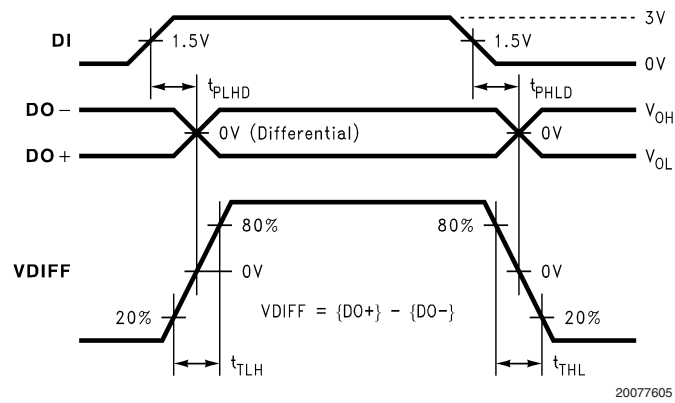 3V
DI
1.5V
1.5V
0V
tPLHD
tPHLD
DO−
VOH
0V (Differential)
0V
DO+
VOL
80%
80%
VDIFF
0V
0V
20%
VDIFF = {DO+} - {DO-}
20%
tTLH
tTHL
20077605